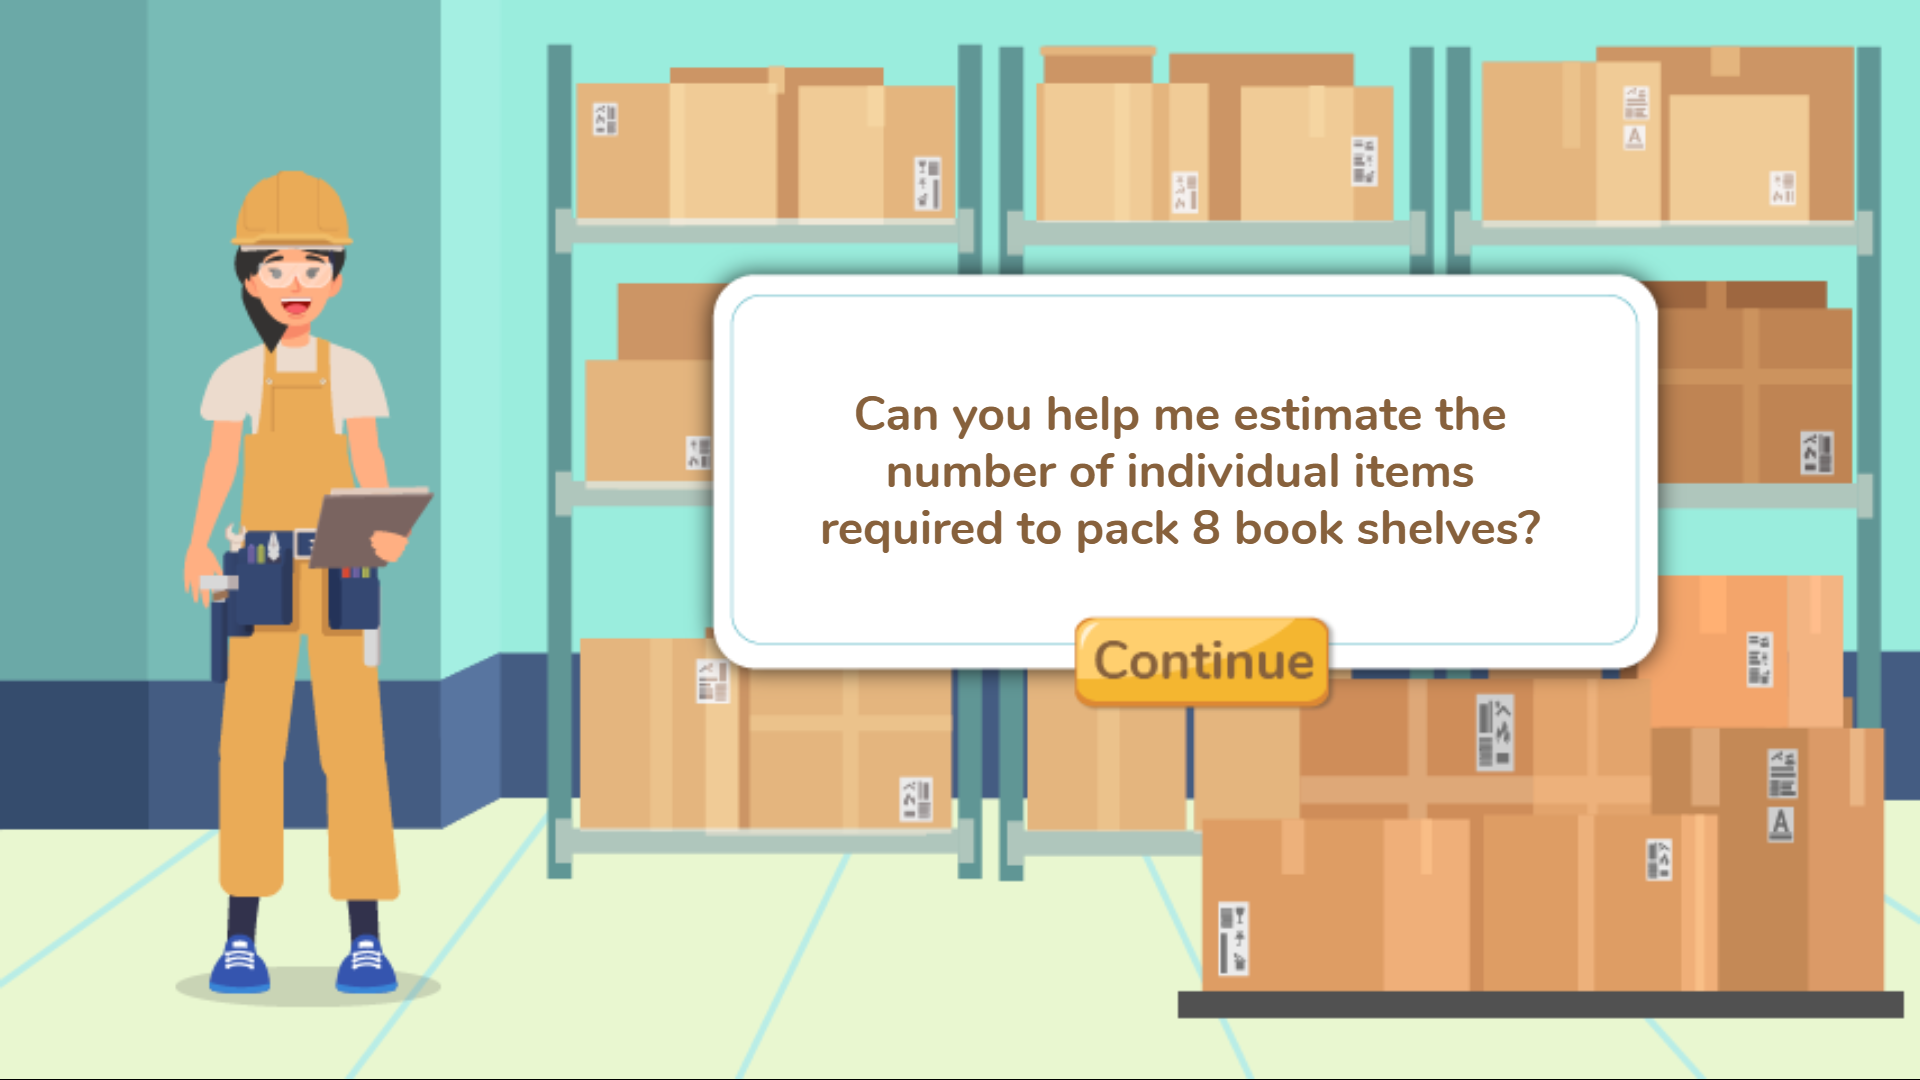 Can you help me estimate the
number of individual items
required to pack 8 book shelves?
Continue
A
A